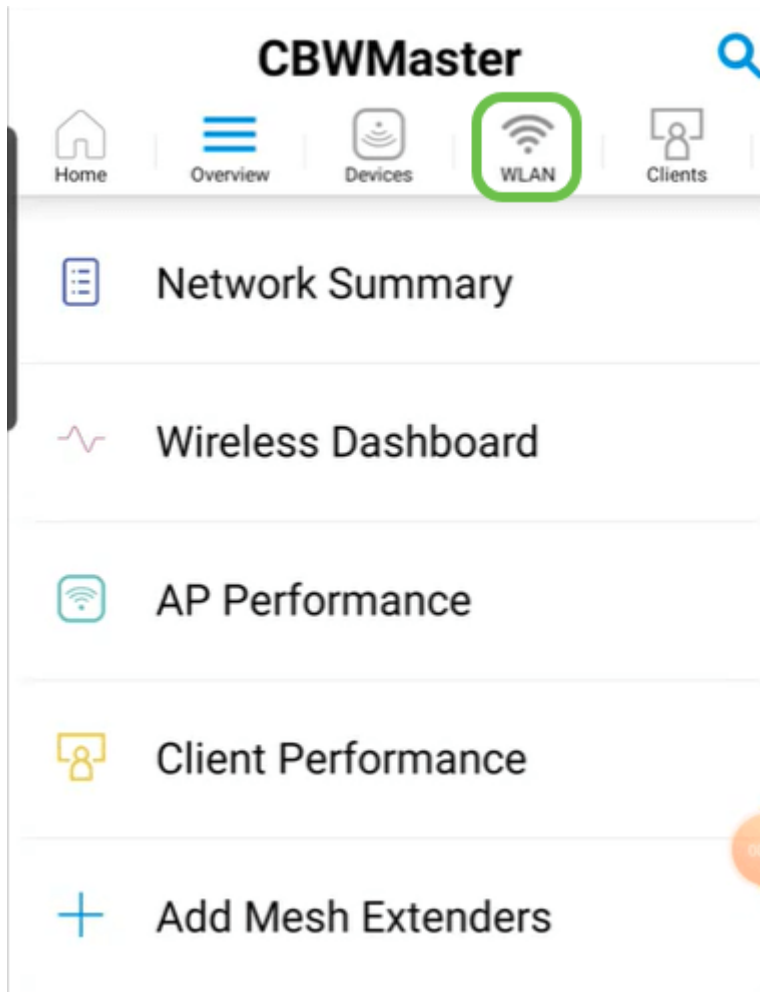 CBWMaster
Home Overview Devices WLAN Clients
Network Summary
Wireless Dashboard
AP Performance
Client Performance
Add Mesh Extenders